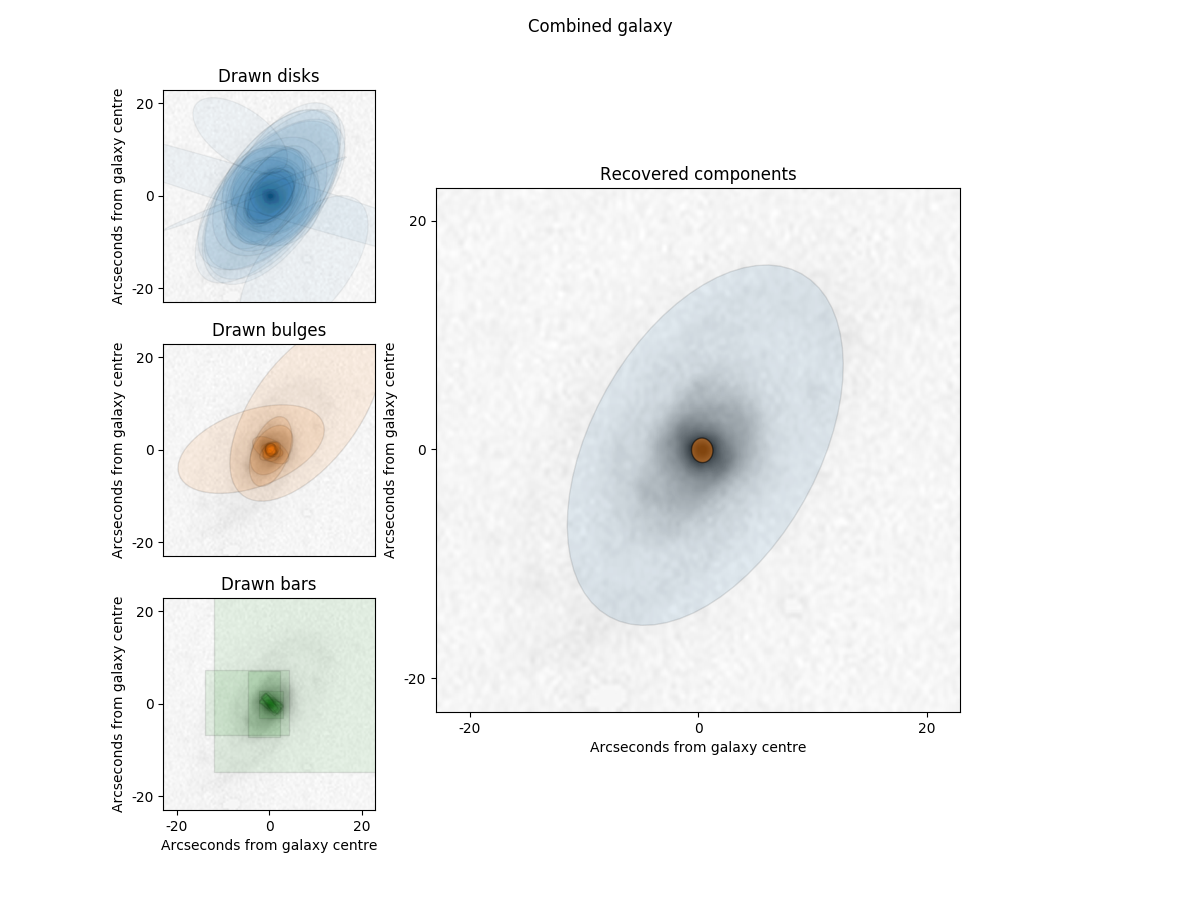 Combined galaxy
Drawn disks
Arcseconds from galaxy centre
20
0
-20
Drawn bulges
Arcseconds from galaxy centre
20
0
-20
Drawn bars
Arcseconds from galaxy centre
20
0
-20
-20 0 20
Arcseconds from galaxy centre
Recovered components
Arcseconds from galaxy centre
20
0
-20
-20 0 20
Arcseconds from galaxy centre